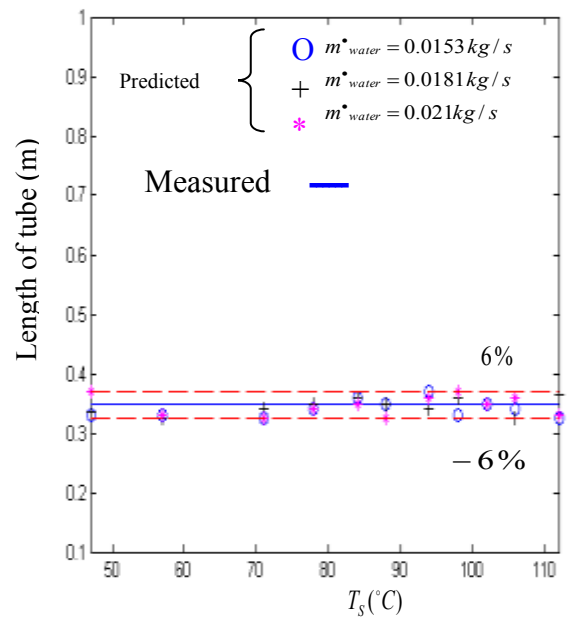 1
0.9
0.8
0.7
0.6
0.5
0.4
0.3
0.2
0.1
Length of tube (m)
Predicted
O m•water = 0.0153 kg / s
+ m•water = 0.0181 kg / s
* m•water = 0.021 kg / s
Measured
6%
−6%
50 60 70 80 90 100 110
TS (°C)